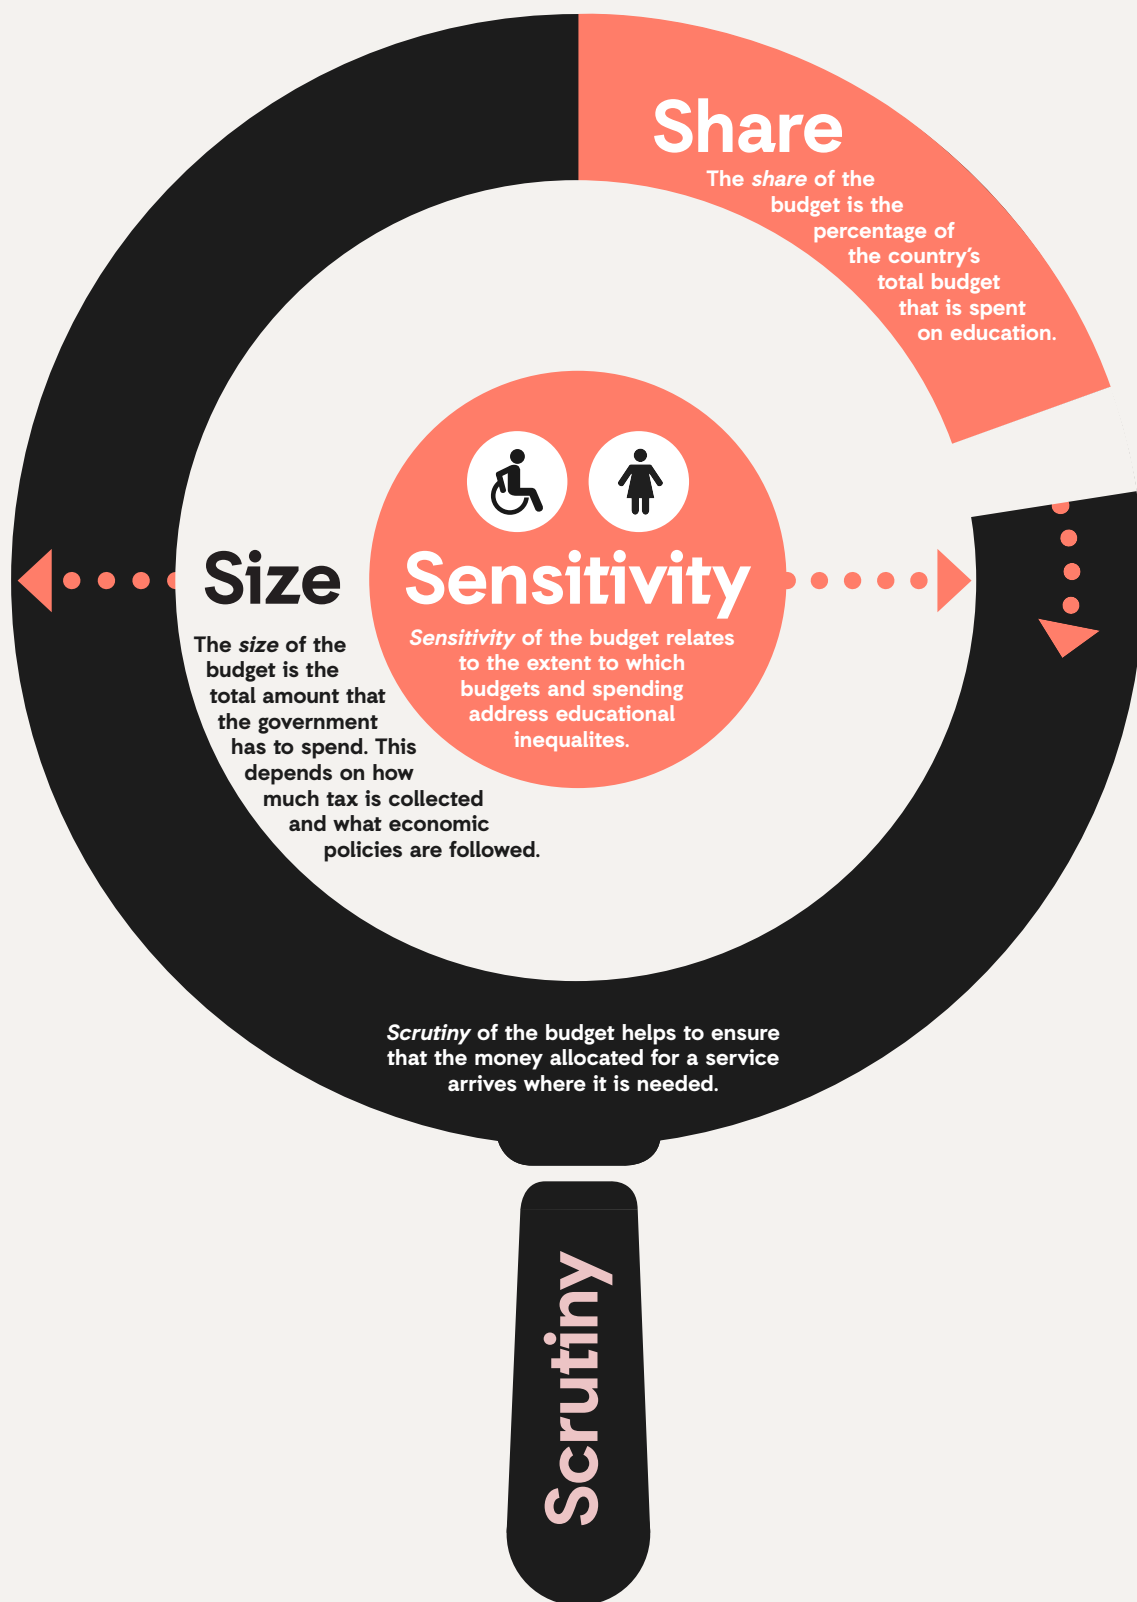 Share
The share of the
budget is the
percentage of
the country's
total budget
that is spent
on education.
Size
The size of the
budget is the
total amount that
the government
has to spend. This
depends on how
much tax is collected
and what economic
policies are followed.
Sensitivity
Sensitivity of the budget relates
to the extent to which
budgets and spending
address educational
inequalites.
Scrutiny of the budget helps to ensure
that the money allocated for a service
arrives where it is needed.
Scrutiny